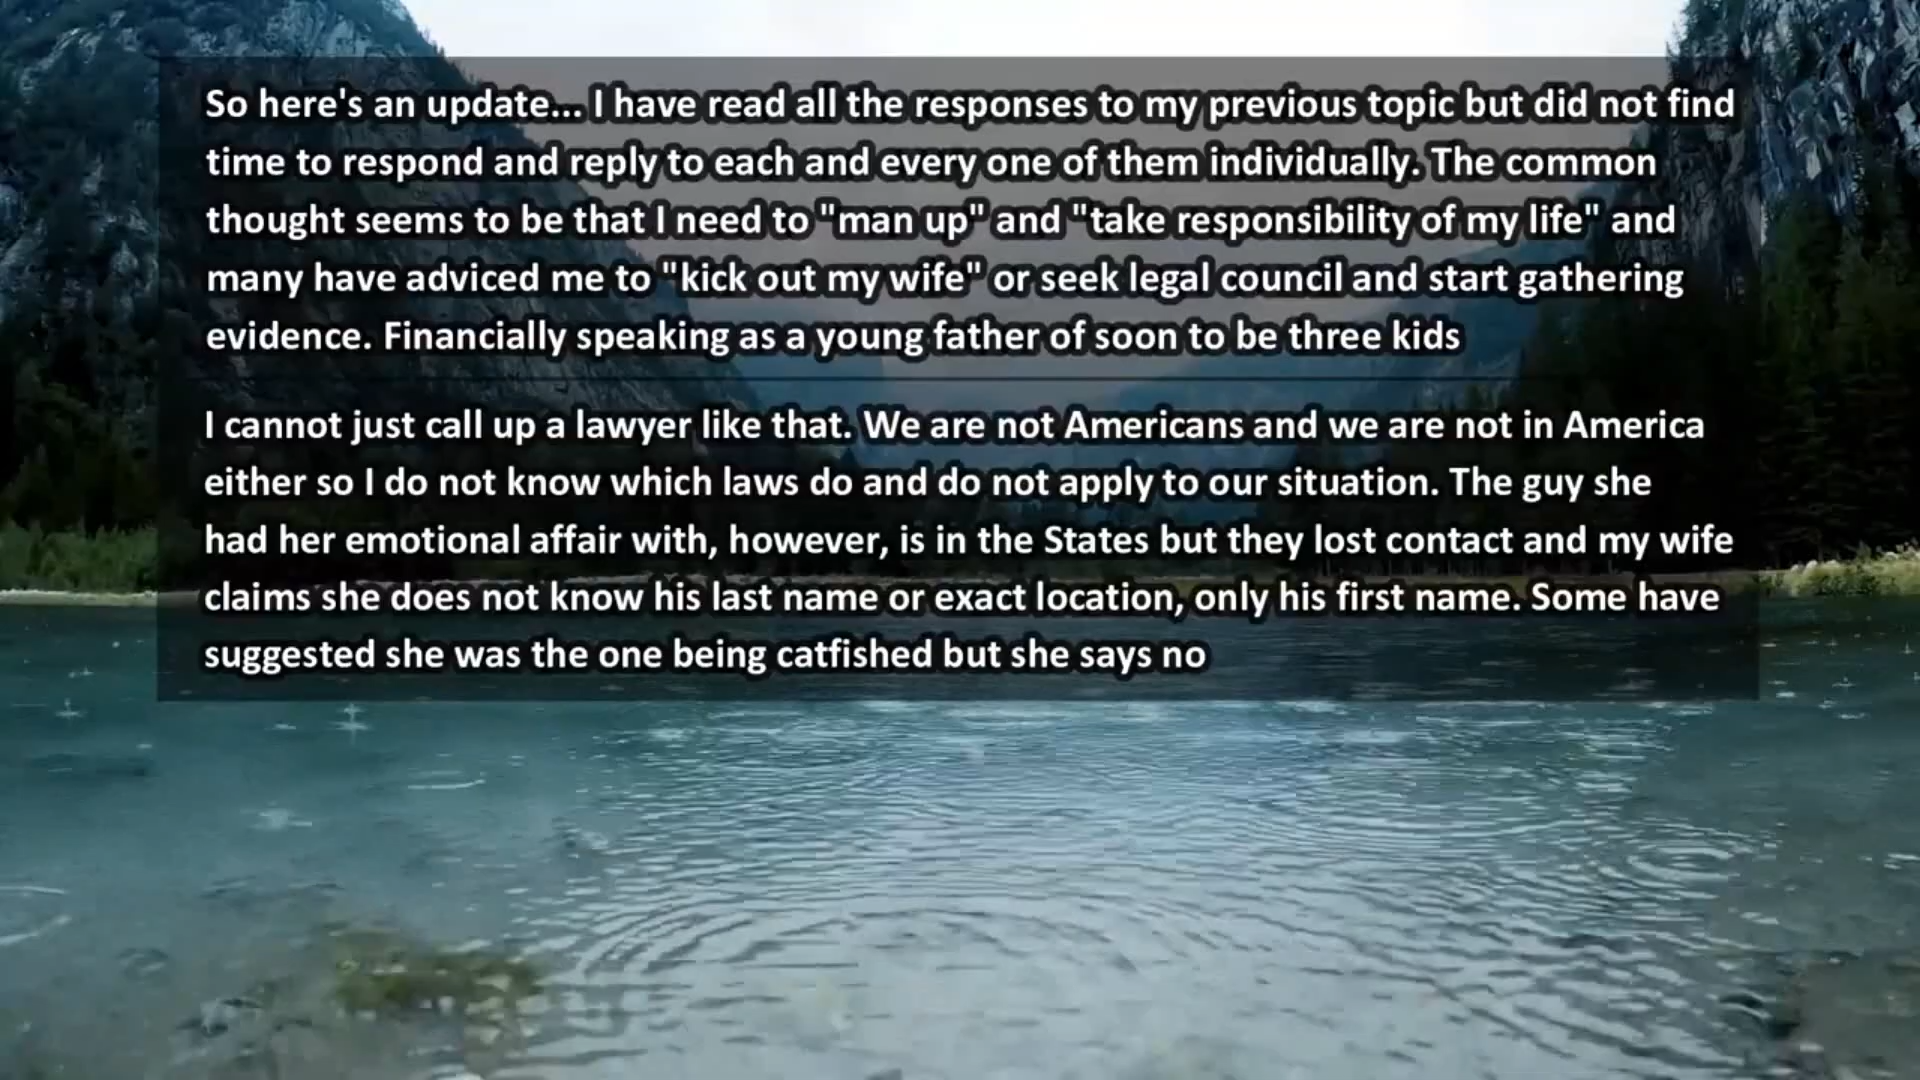 So here's an update... I have read all the responses to my previous topic but did not find
time to respond and reply to each and every one of them individually. The common
thought seems to be that I need to "man up" and "take responsibility of my life" and
many have adviced me to "kick out my wife" or seek legal council and start gathering
evidence. Financially speaking as a young father of soon to be three kids
I cannot just call up a lawyer like that. We are not Americans and we are not in America
either so I do not know which laws do and do not apply to our situation. The guy she
had her emotional affair with, however, is in the States but they lost contact and my wife
claims she does not know his last name or exact location, only his first name. Some have
suggested she was the one being catfished but she says no